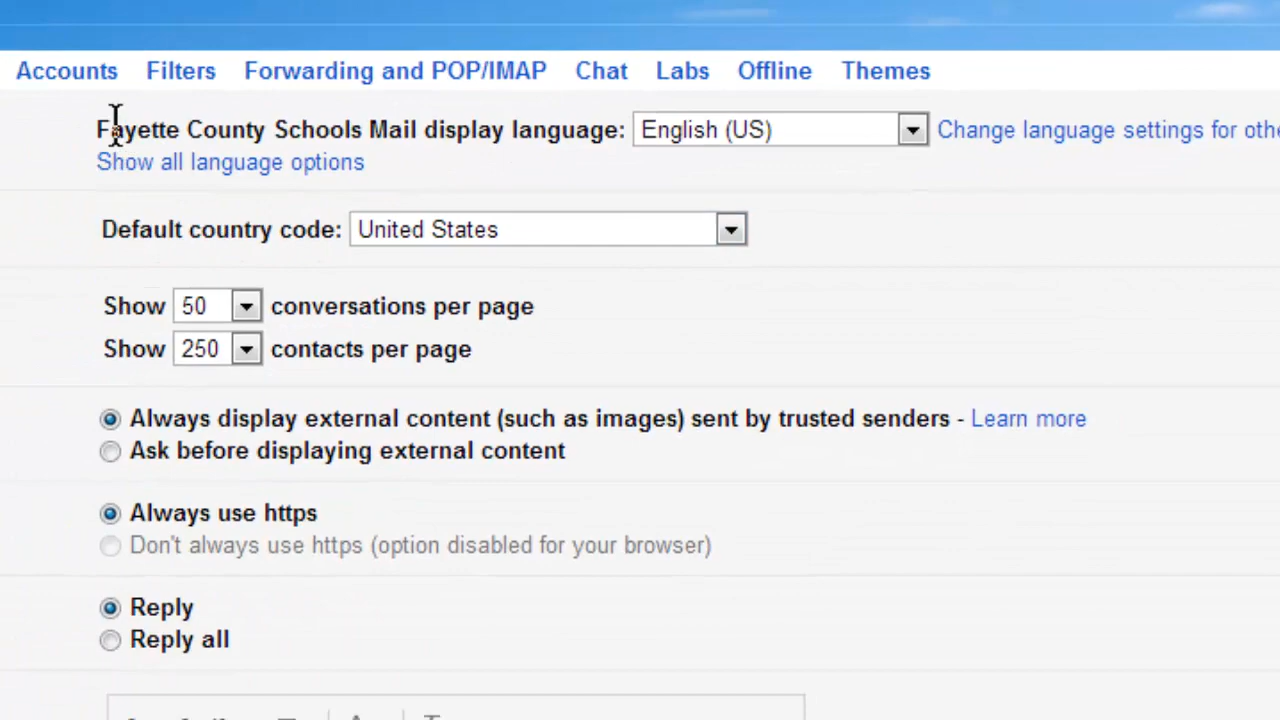 Accounts Filters Forwarding and POP/IMAP Chat Labs Offline Themes
Fayette County Schools Mail display language: English (US) Change language settings for
Show all language options
Default country code: United States
Show 50 conversations per page
Show 250 contacts per page
Always display external content (such as images) sent by trusted senders - Learn more
Ask before displaying external content
Always use https
Don't always use https (option disabled for your browser)
Reply
Reply all